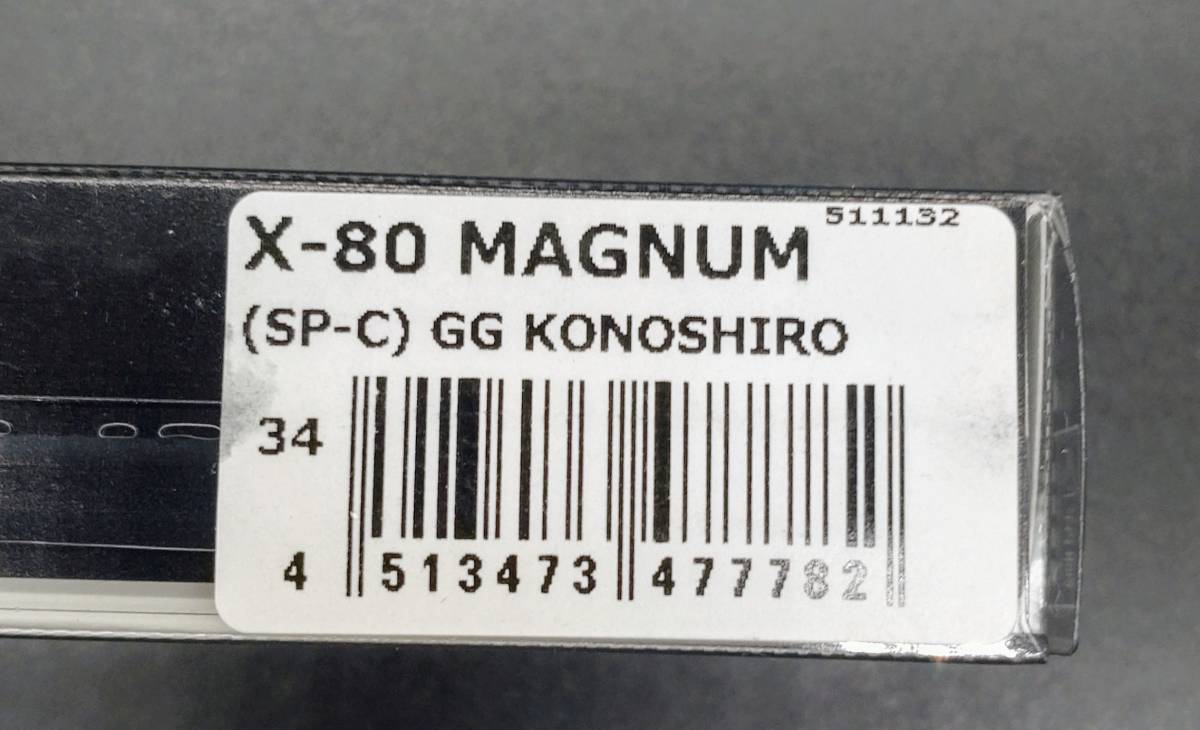 511132
X-80 MAGNUM
(SP-C) GG KONOSHIRO
34
4 513473 477782